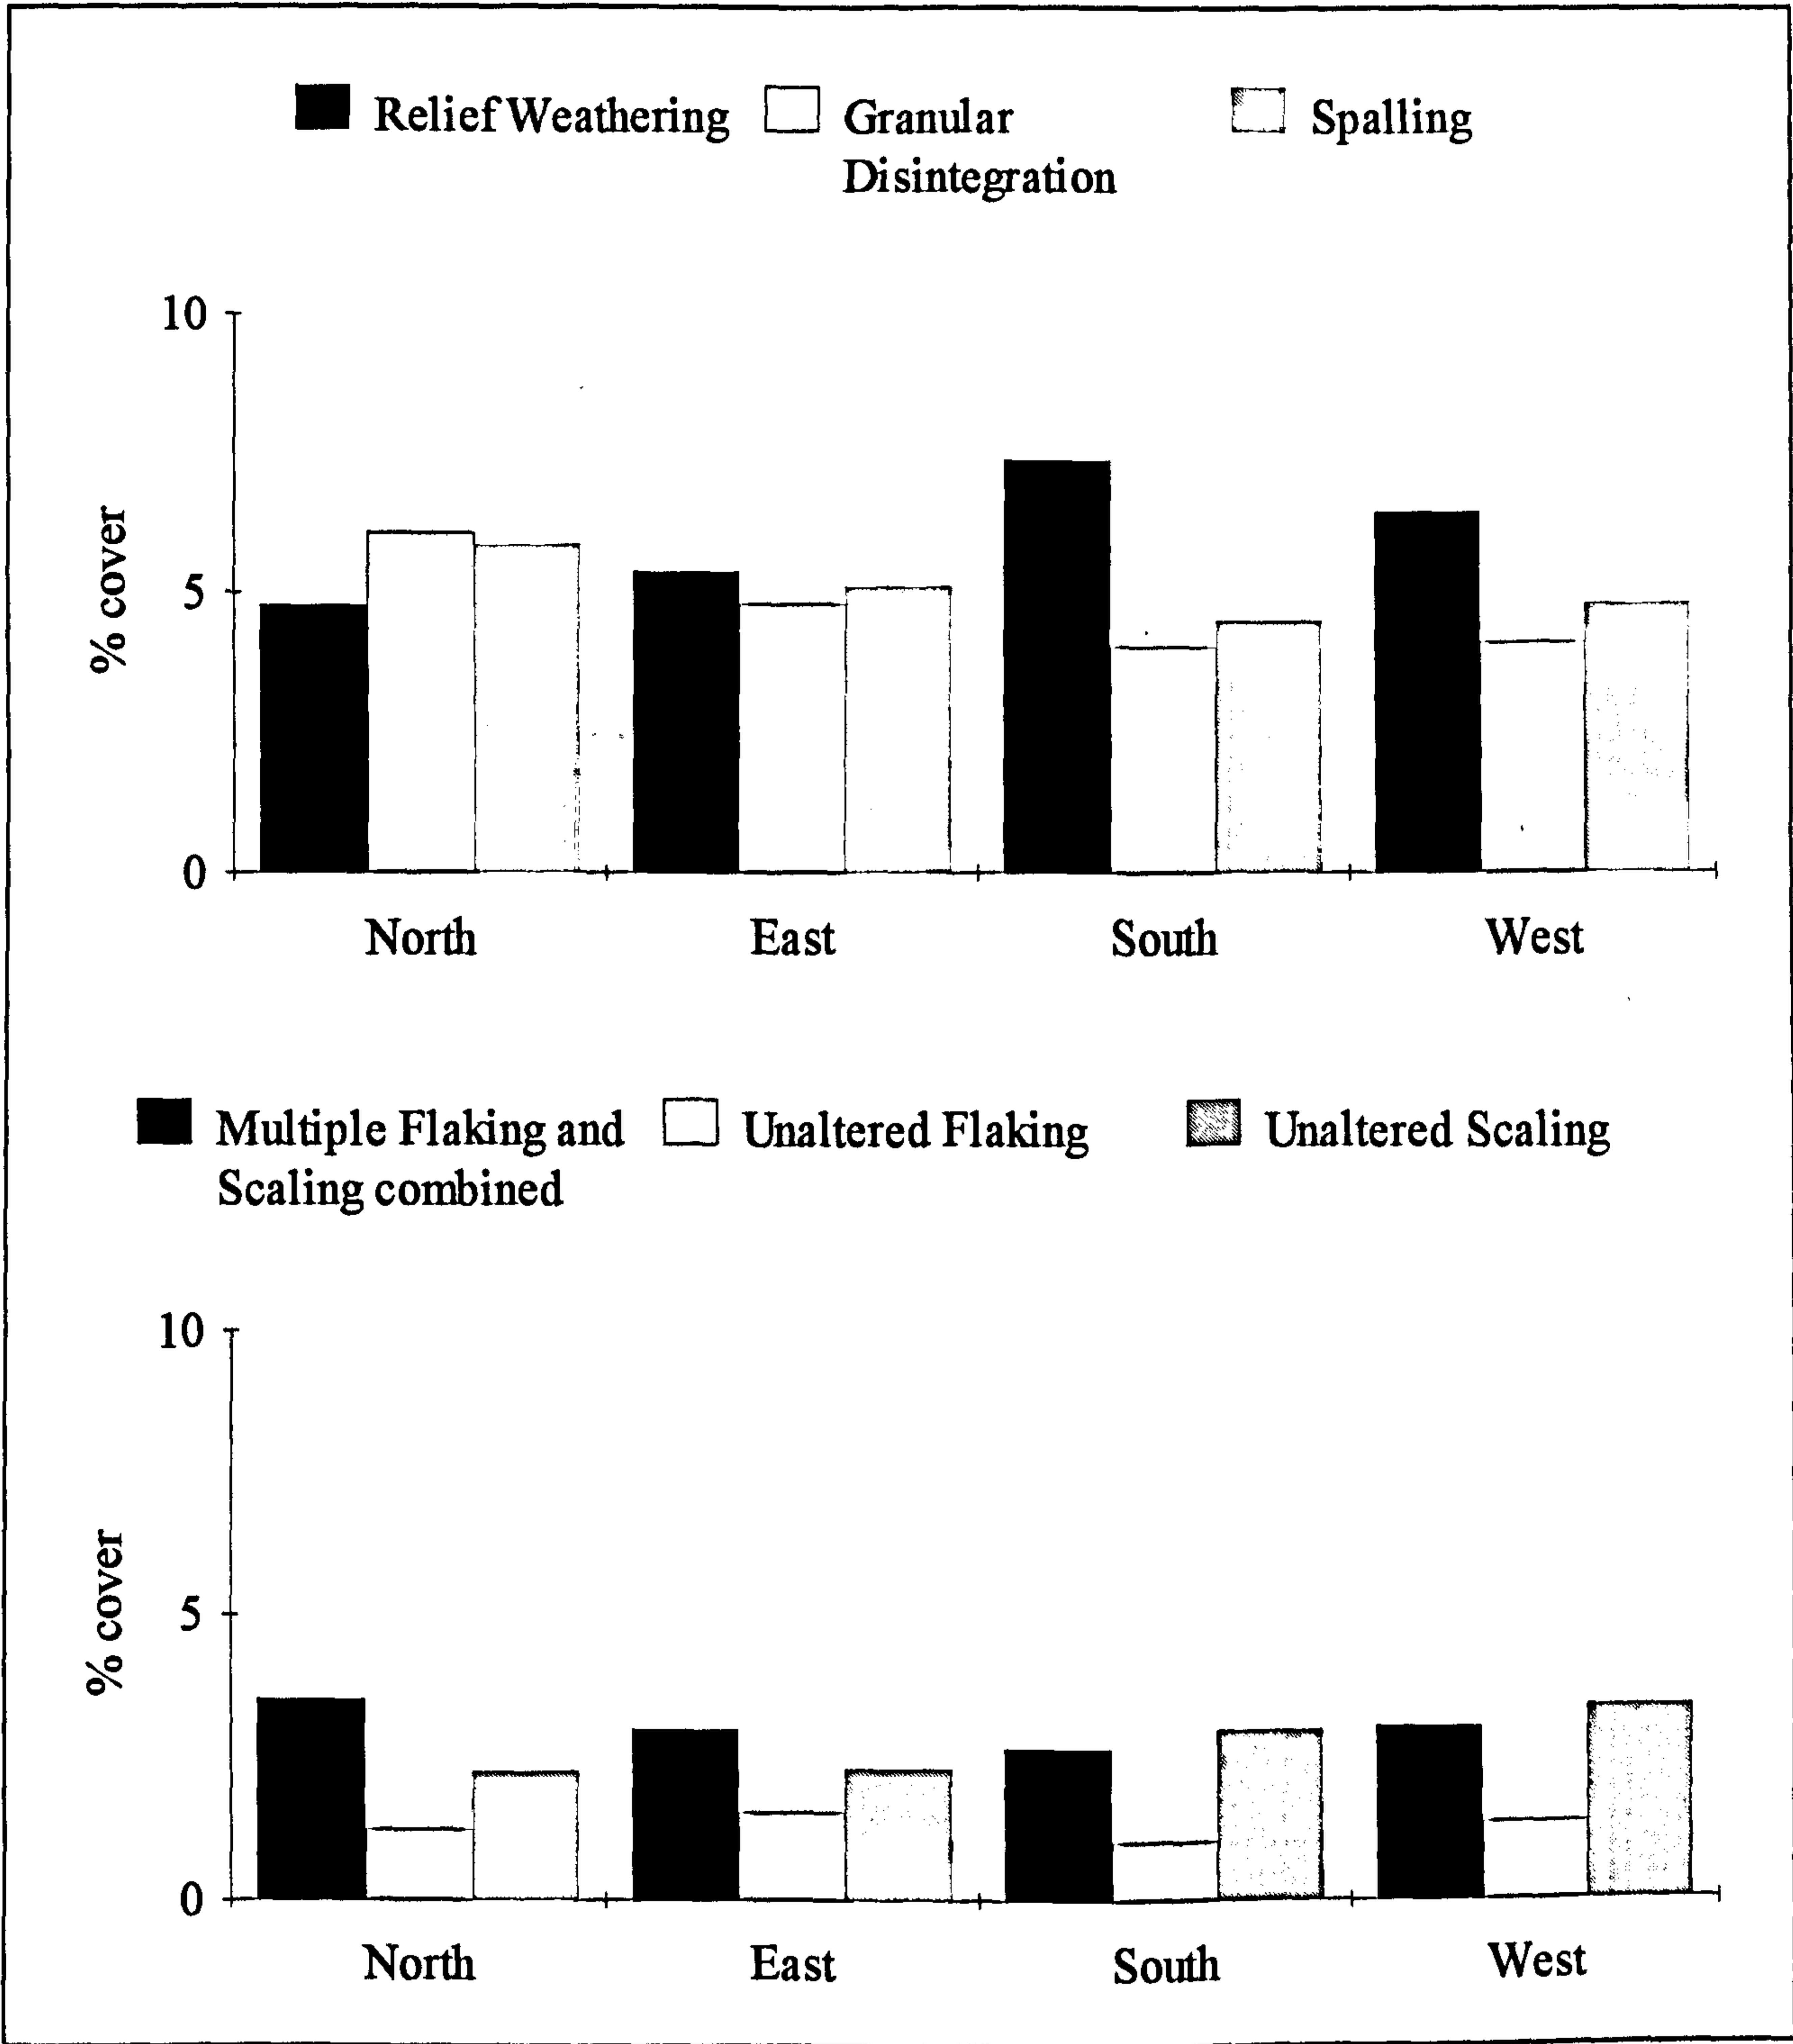 Relief Weathering
Granular
Disintegration
Spalling
10
5
0
% cover
North
East
South
West
Multiple Flaking and
Scaling combined
Unaltered Flaking
Unaltered Scaling
10
5
0
% cover
North
East
South
West